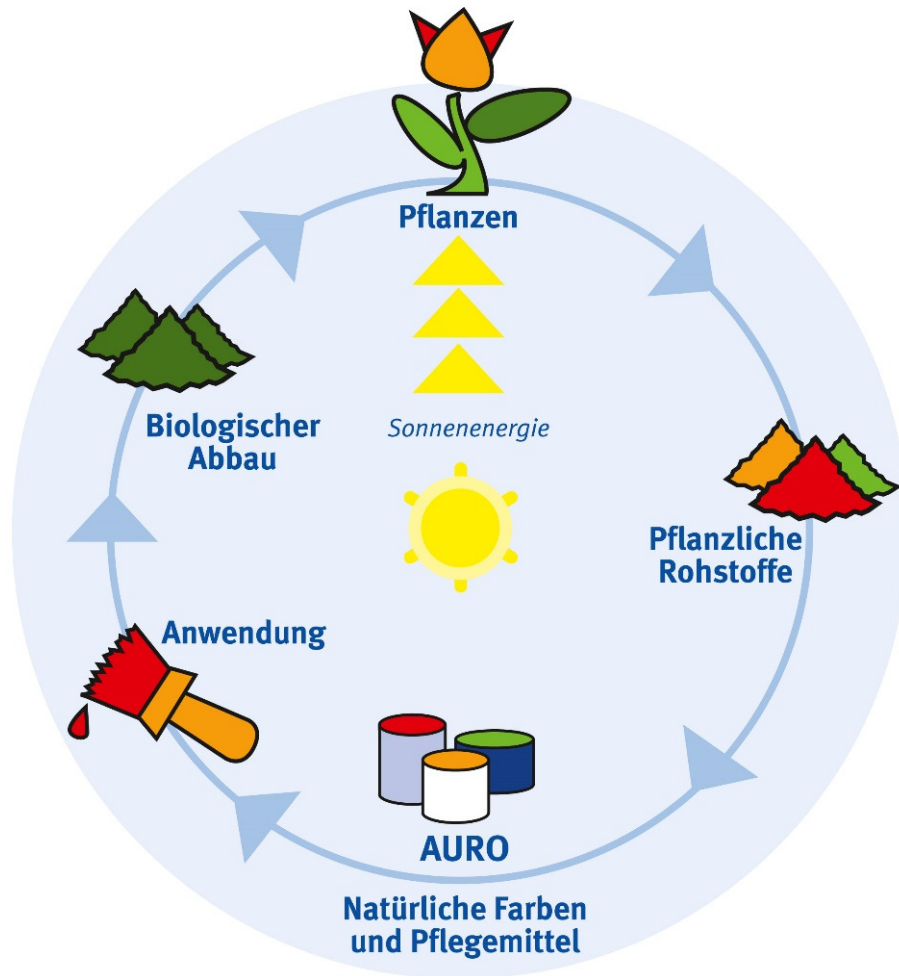 Pflanzen
Sonnenenergie
Biologischer
Abbau
Pflanzliche
Rohstoffe
Anwendung
AURO
Natürliche Farben
und Pflegemittel